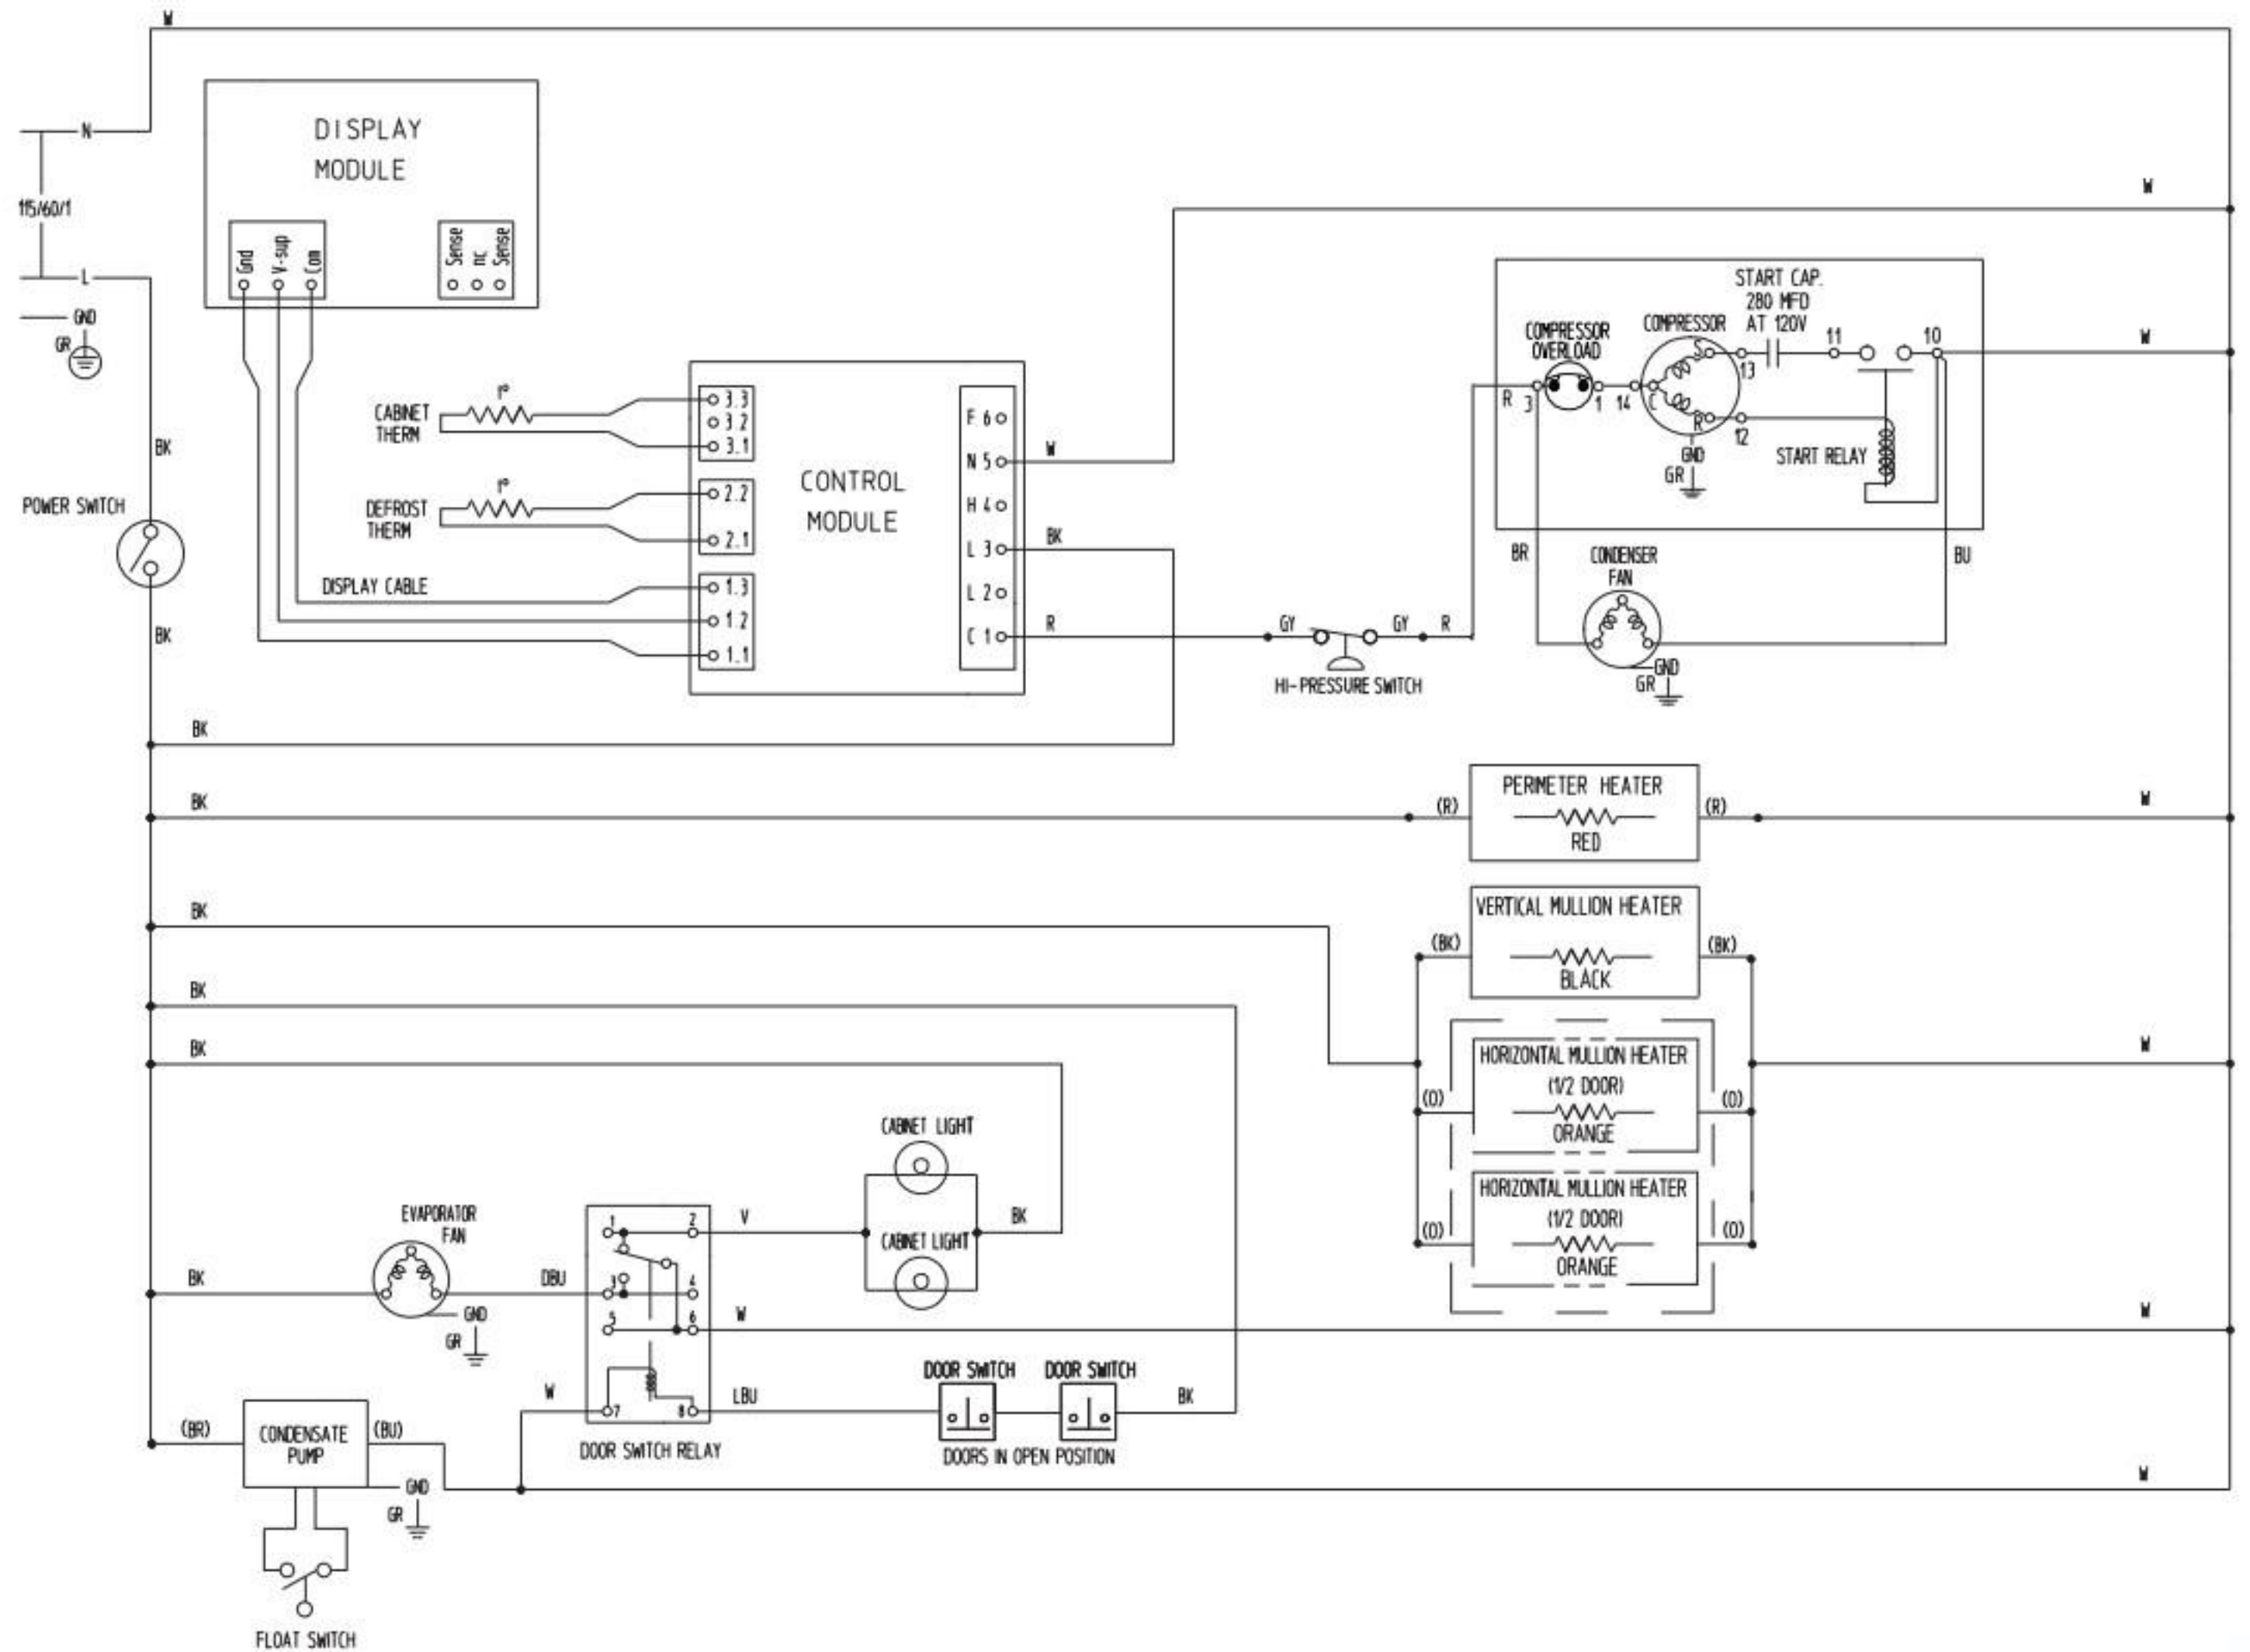 W
DISPLAY
MODULE
N
115/60/1
L
GND
GR
Gnd
V-sup
Com
Sense
nc
Sense
W
BK
POWER SWITCH
BK
CABINET
THERM
r°
DEFROST
THERM
r°
DISPLAY CABLE
3.3
3.2
3.1
2.2
2.1
1.3
1.2
1.1
CONTROL
MODULE
F 6
N 5
H 4
L 3
L 2
C 1
W
BK
R
GY
GY
R
HI-PRESSURE SWITCH
START CAP.
280 MFD
AT 120V
COMPRESSOR
COMPRESSOR
OVERLOAD
S
C
R
R
3
1
14
13
12
11
10
W
GND
GR
START RELAY
BR
CONDENSER
FAN
BU
GND
GR
BK
BK
(R)
PERIMETER HEATER
RED
(R)
W
BK
VERTICAL MULLION HEATER
(BK)
BLACK
(BK)
BK
BK
HORIZONTAL MULLION HEATER
(1/2 DOOR)
ORANGE
(O)
(O)
W
HORIZONTAL MULLION HEATER
(1/2 DOOR)
ORANGE
(O)
(O)
CABINET LIGHT
CABINET LIGHT
BK
EVAPORATOR
FAN
BK
DBU
GND
GR
1
2
3
4
5
6
7
8
V
W
W
W
LBU
DOOR SWITCH RELAY
DOOR SWITCH
DOOR SWITCH
BK
DOORS IN OPEN POSITION
(BR)
CONDENSATE
PUMP
(BU)
GND
GR
W
FLOAT SWITCH